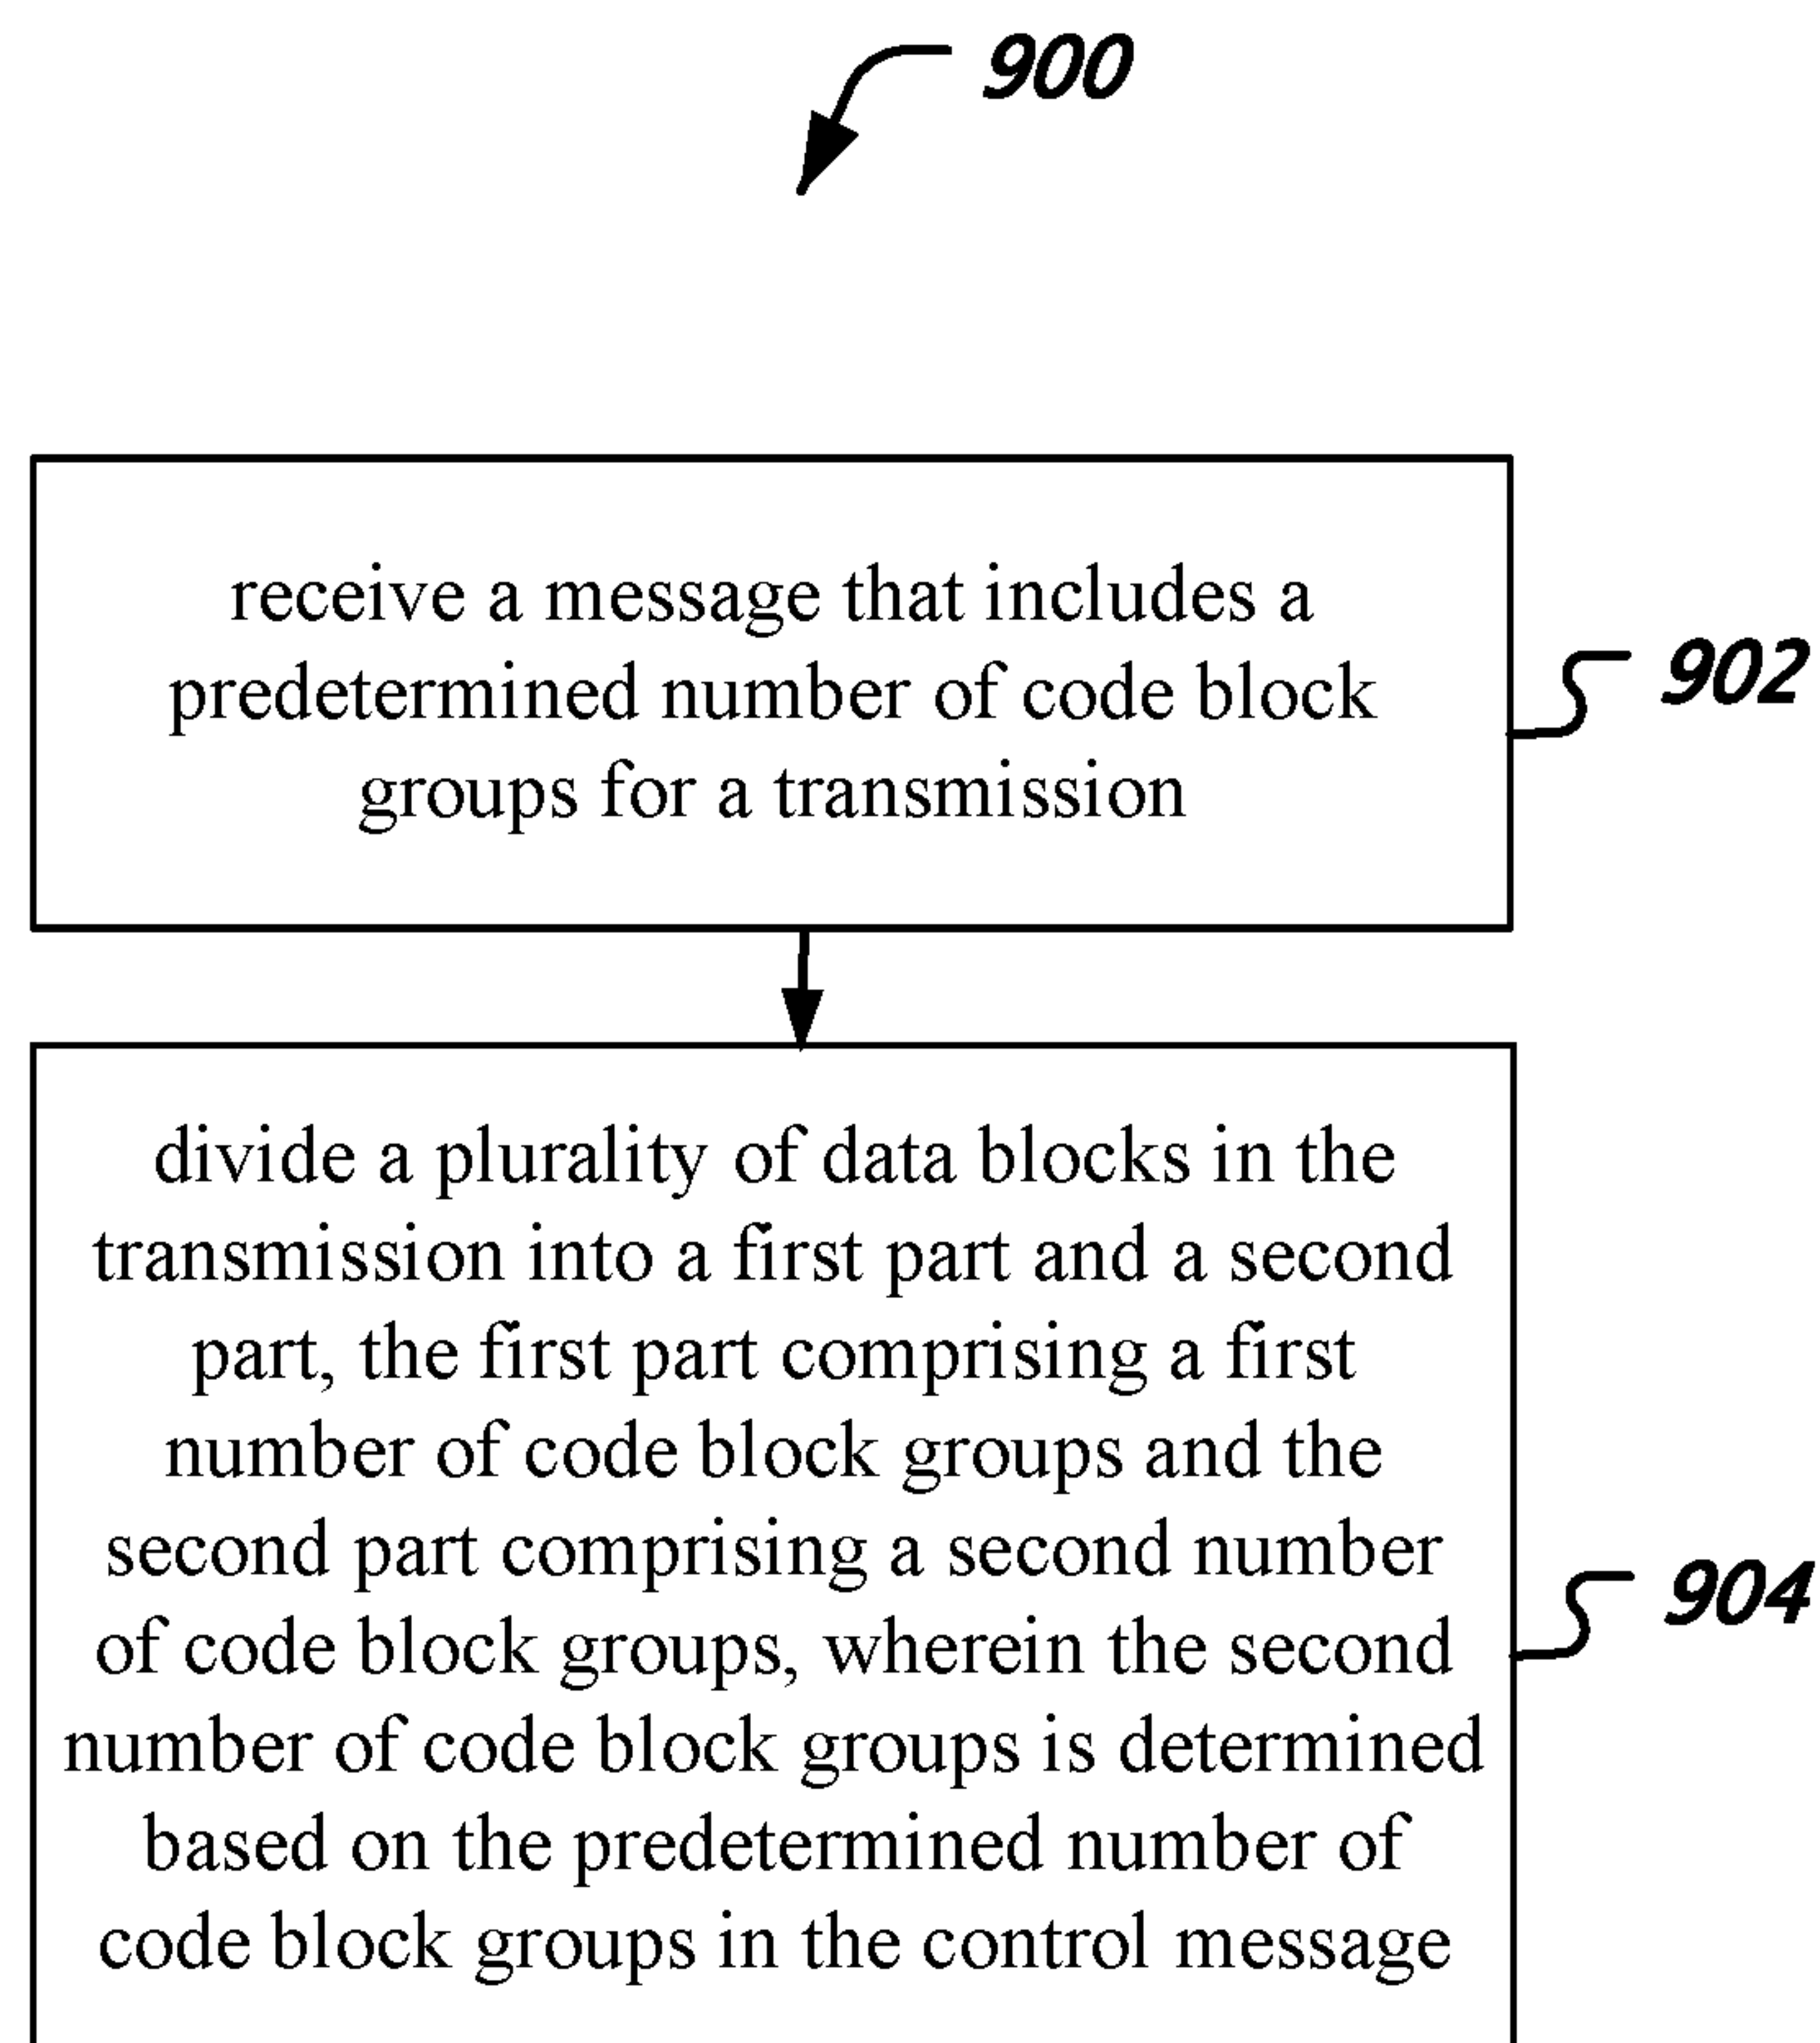 900
receive a message that includes a
predetermined number of code block
groups for a transmission
902
divide a plurality of data blocks in the
transmission into a first part and a second
part, the first part comprising a first
number of code block groups and the
second part comprising a second number
of code block groups, wherein the second
number of code block groups is determined
based on the predetermined number of
code block groups in the control message
904